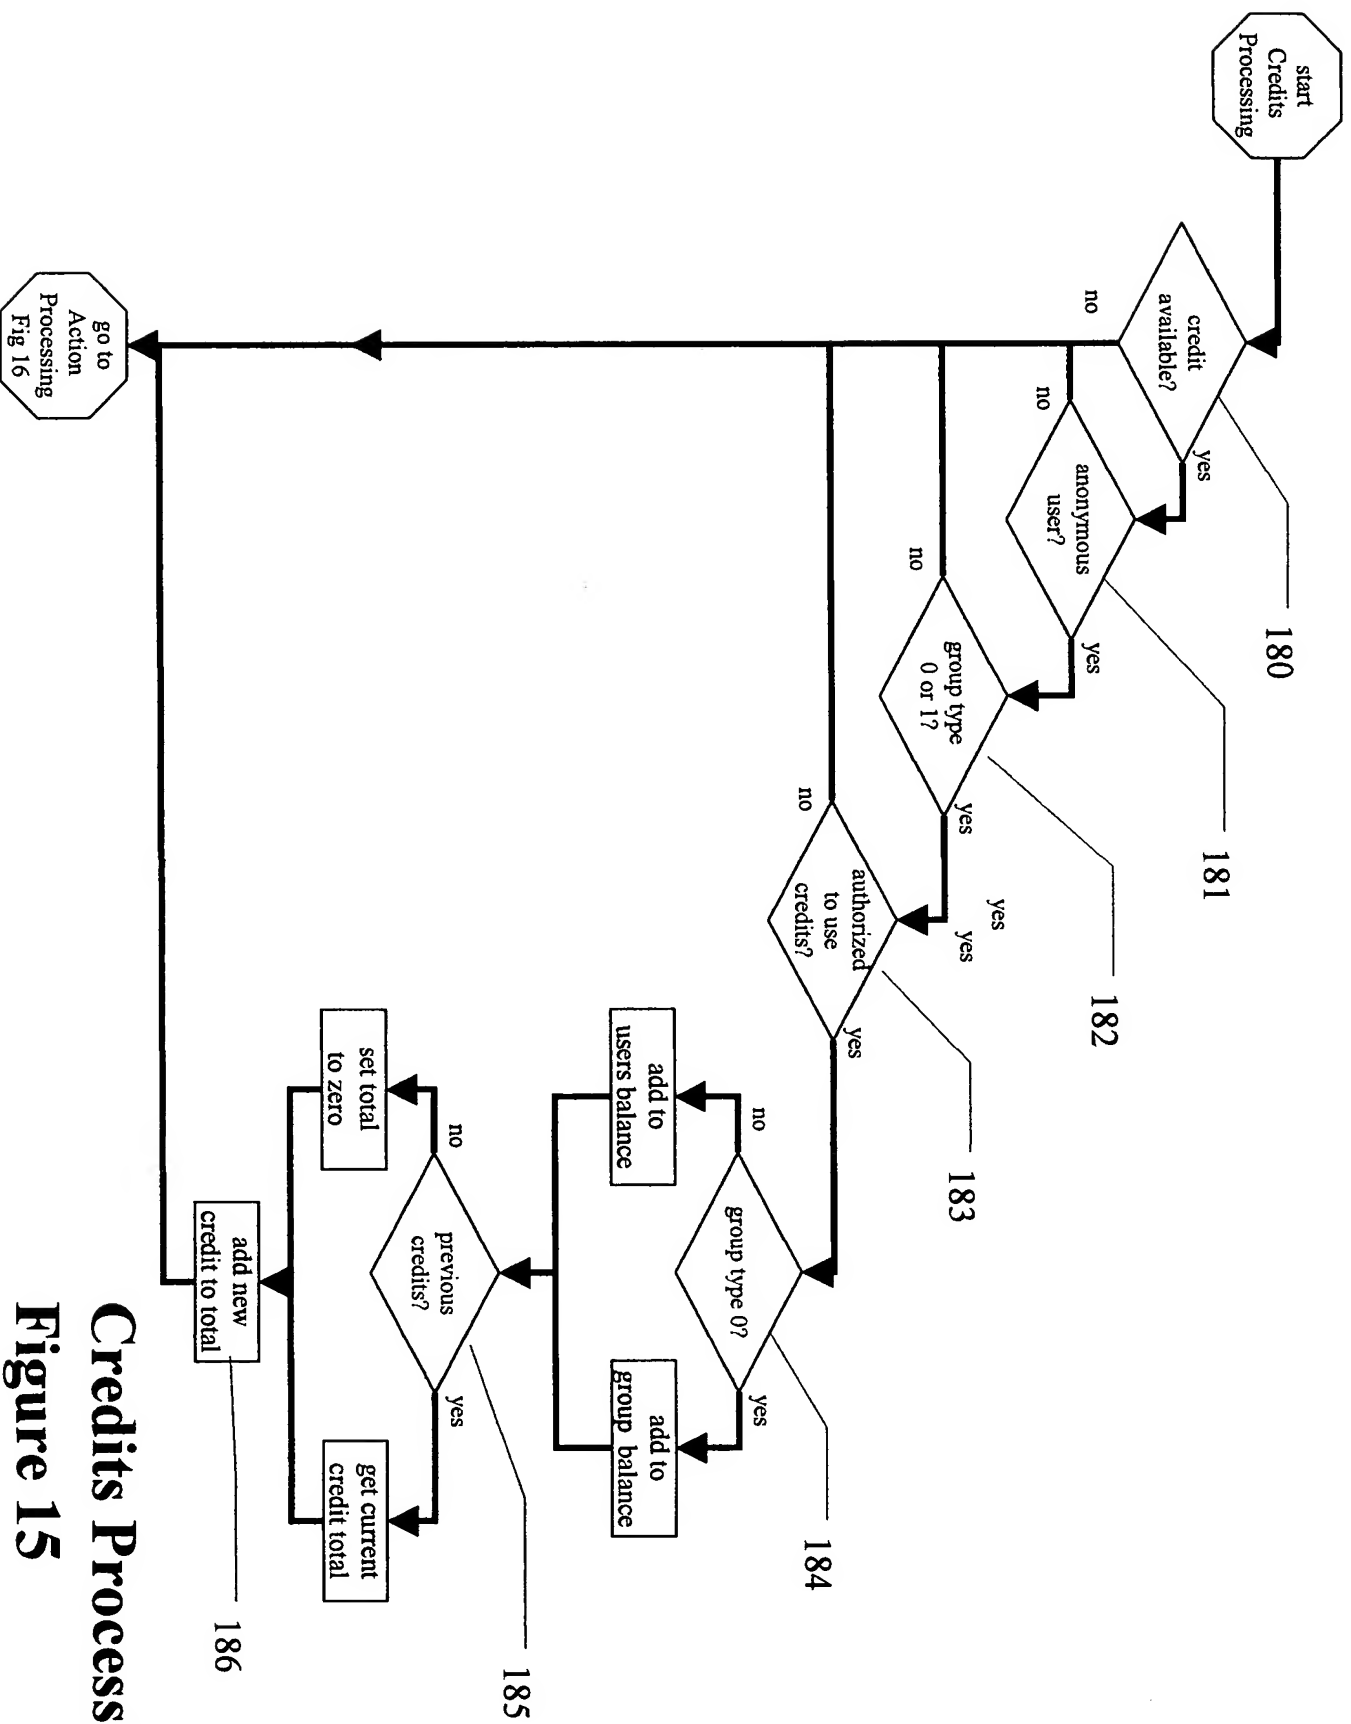 start
Credits
Processing
credit
available?
no
yes
180
anonymous
user?
no
yes
181
group type
0 or 1?
no
yes
182
yes
yes
authorized
to use
credits?
no
yes
183
group type 0?
no
yes
184
add to
users balance
add to
group balance
previous
credits?
no
yes
185
set total
to zero
get current
credit total
add new
credit to total
186
go to
Action
Processing
Fig 16
Credits Process
Figure 15